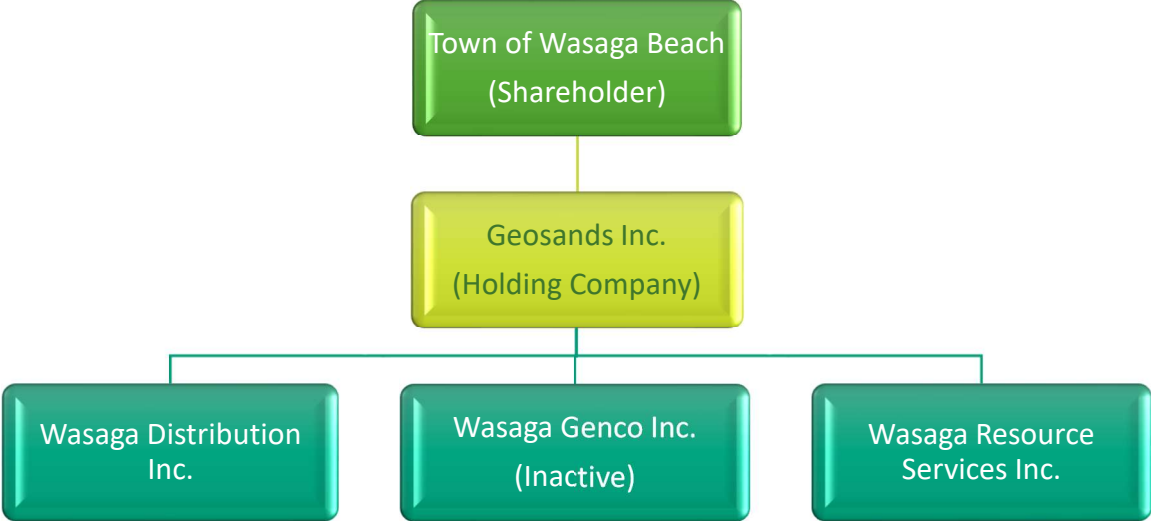 Town of Wasaga Beach
(Shareholder)
Geosands Inc.
(Holding Company)
Wasaga Distribution
Inc.
Wasaga Genco Inc.
(Inactive)
Wasaga Resource
Services Inc.